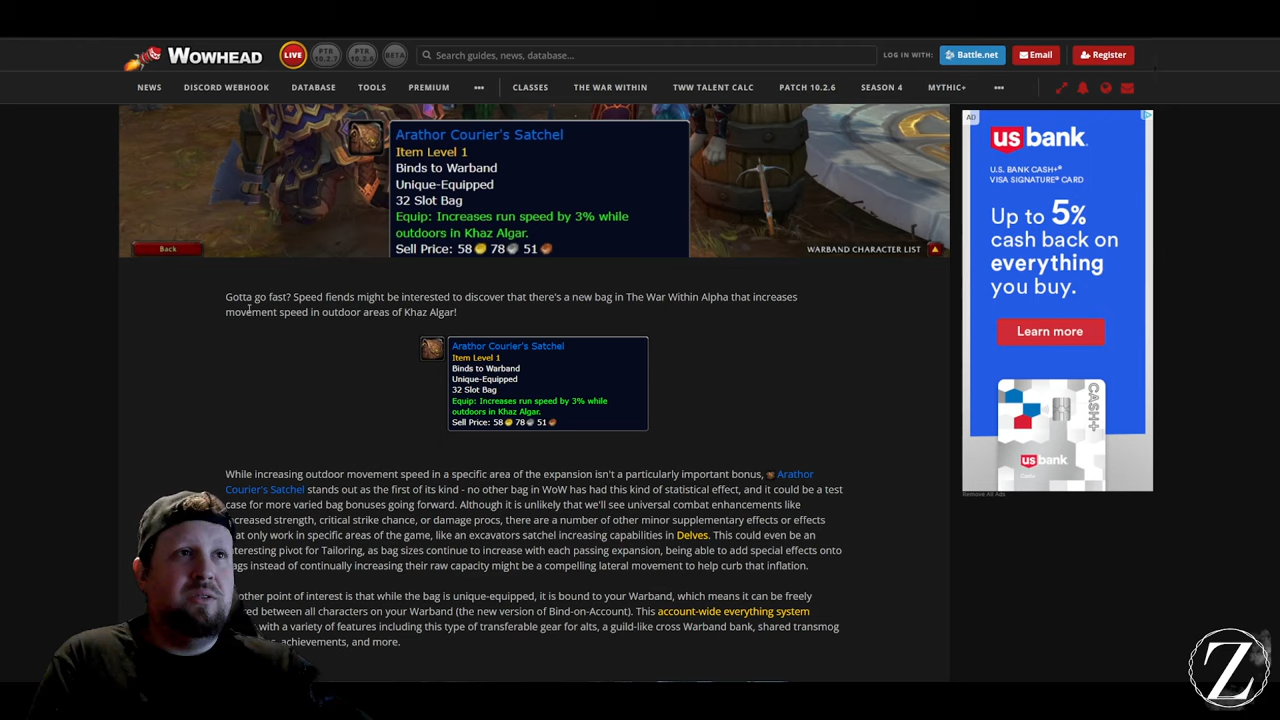 WOWHEAD
LIVE
PTR 10.2.7
PTR 10.2.6
BETA
Search guides, news, database...
LOG IN WITH:
Battle.net
Email
Register
NEWS DISCORD WEBHOOK DATABASE TOOLS PREMIUM ••• CLASSES THE WAR WITHIN TWW TALENT CALC PATCH 10.2.6 SEASON 4 MYTHIC+ •••
Arathor Courier's Satchel
Item Level 1
Binds to Warband
Unique-Equipped
32 Slot Bag
Equip: Increases run speed by 3% while
outdoors in Khaz Algar.
Sell Price: 58 78 51
Back
WARBAND CHARACTER LIST
Gotta go fast? Speed fiends might be interested to discover that there's a new bag in The War Within Alpha that increases
movement speed in outdoor areas of Khaz Algar!
Arathor Courier's Satchel
Item Level 1
Binds to Warband
Unique-Equipped
32 Slot Bag
Equip: Increases run speed by 3% while
outdoors in Khaz Algar.
Sell Price: 58 78 51
While increasing outdoor movement speed in a specific area of the expansion isn't a particularly important bonus, Arathor
Courier's Satchel stands out as the first of its kind - no other bag in WoW has had this kind of statistical effect, and it could be a test
case for more varied bag bonuses going forward. Although it is unlikely that we'll see universal combat enhancements like
increased strength, critical strike chance, or damage procs, there are a number of other minor supplementary effects or effects
at only work in specific areas of the game, like an excavators satchel increasing capabilities in Delves. This could even be an
teresting pivot for Tailoring, as bag sizes continue to increase with each passing expansion, being able to add special effects onto
ags instead of continually increasing their raw capacity might be a compelling lateral movement to help curb that inflation.
other point of interest is that while the bag is unique-equipped, it is bound to your Warband, which means it can be freely
red between all characters on your Warband (the new version of Bind-on-Account). This account-wide everything system
with a variety of features including this type of transferable gear for alts, a guild-like cross Warband bank, shared transmog
achievements, and more.
AD
us bank.
U.S. BANK CASH+®
VISA SIGNATURE® CARD
Up to 5%
cash back on
everything
you buy.
Learn more
CASH+
us bank
Remove All Ads
Z